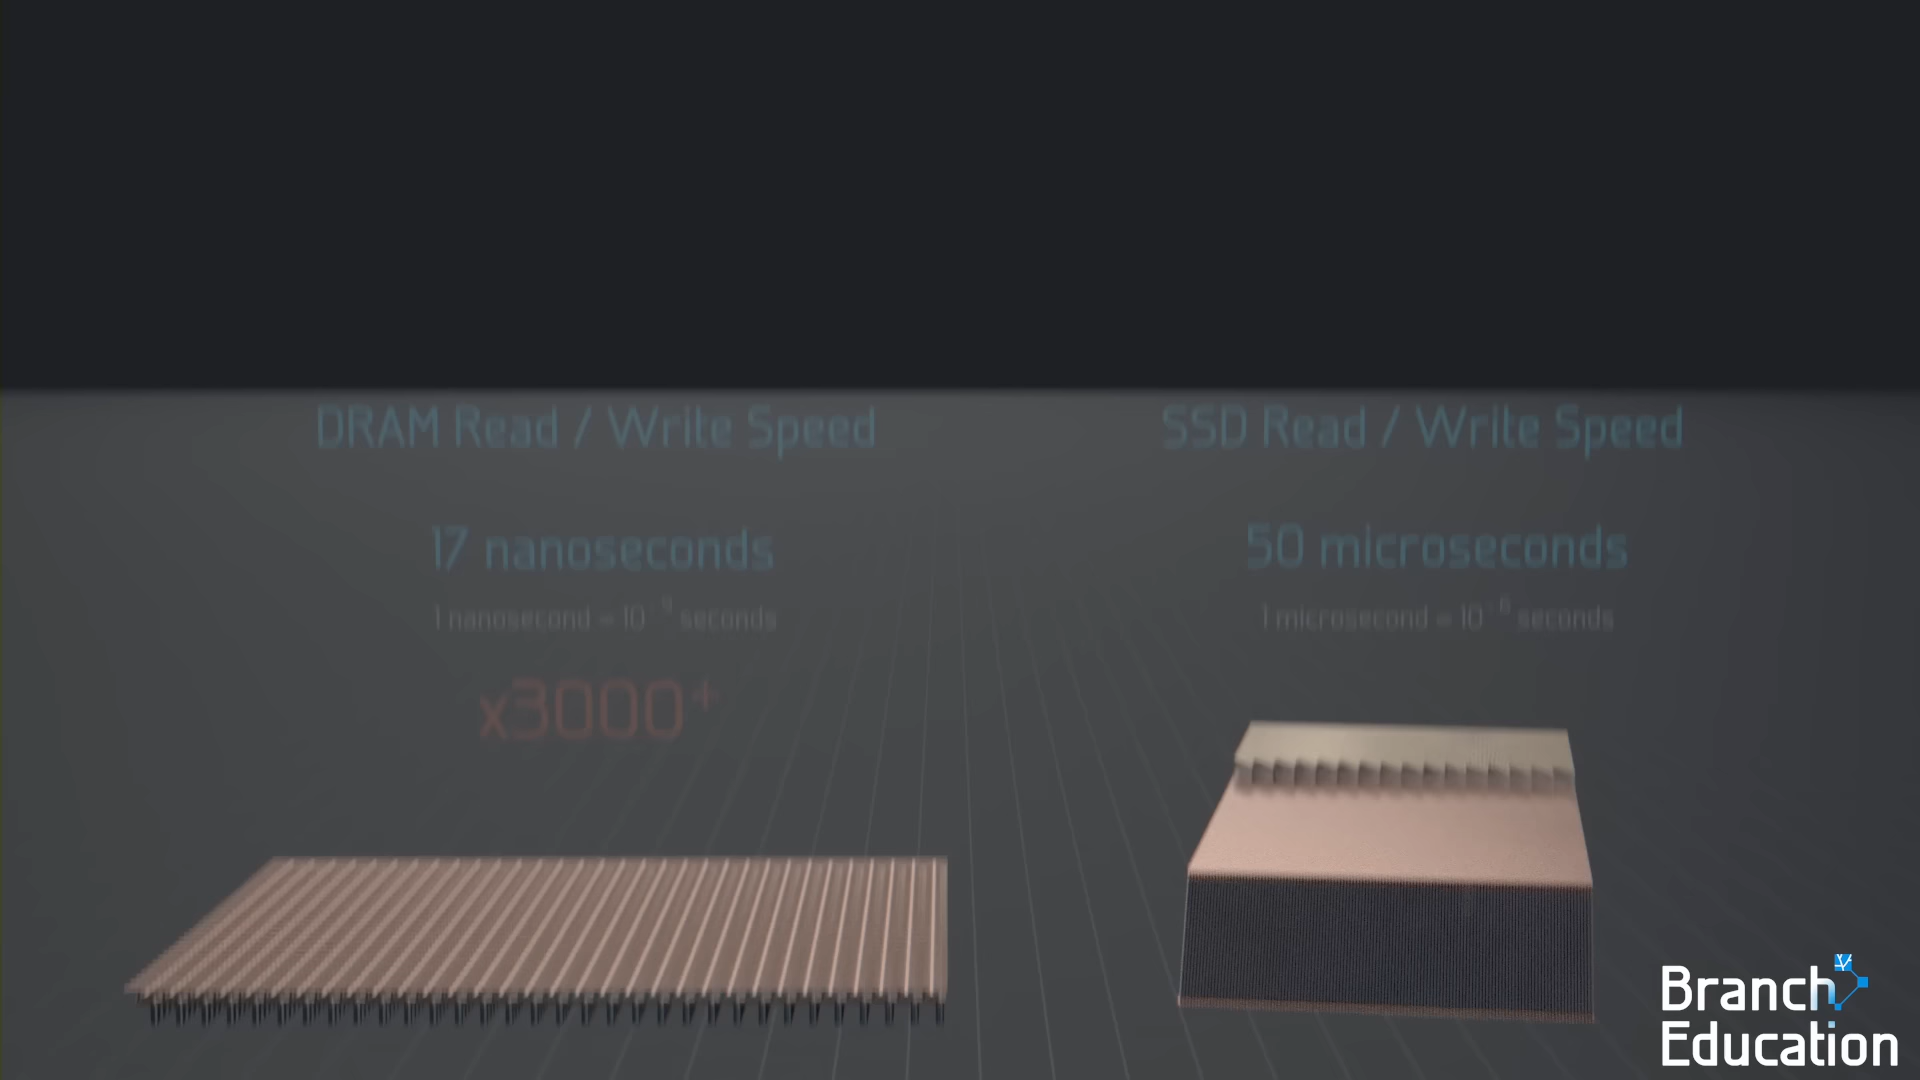 DRAM Read / Write Speed
SSD Read / Write Speed
17 nanoseconds
50 microseconds
1 nanosecond = 10⁻⁹ seconds
1 microsecond = 10⁻⁶ seconds
x3000⁺
Branch
Education